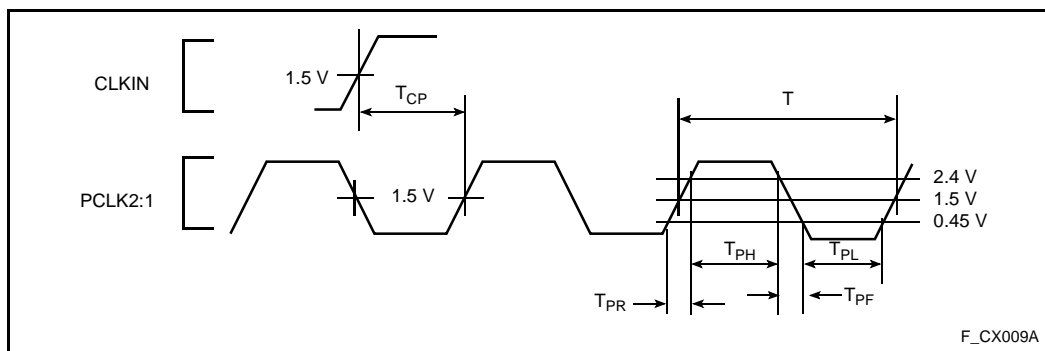 CLKIN
1.5 V
TCP
T
PCLK2:1
1.5 V
2.4 V
1.5 V
0.45 V
TPH
TPL
TPR
TPF
F_CX009A